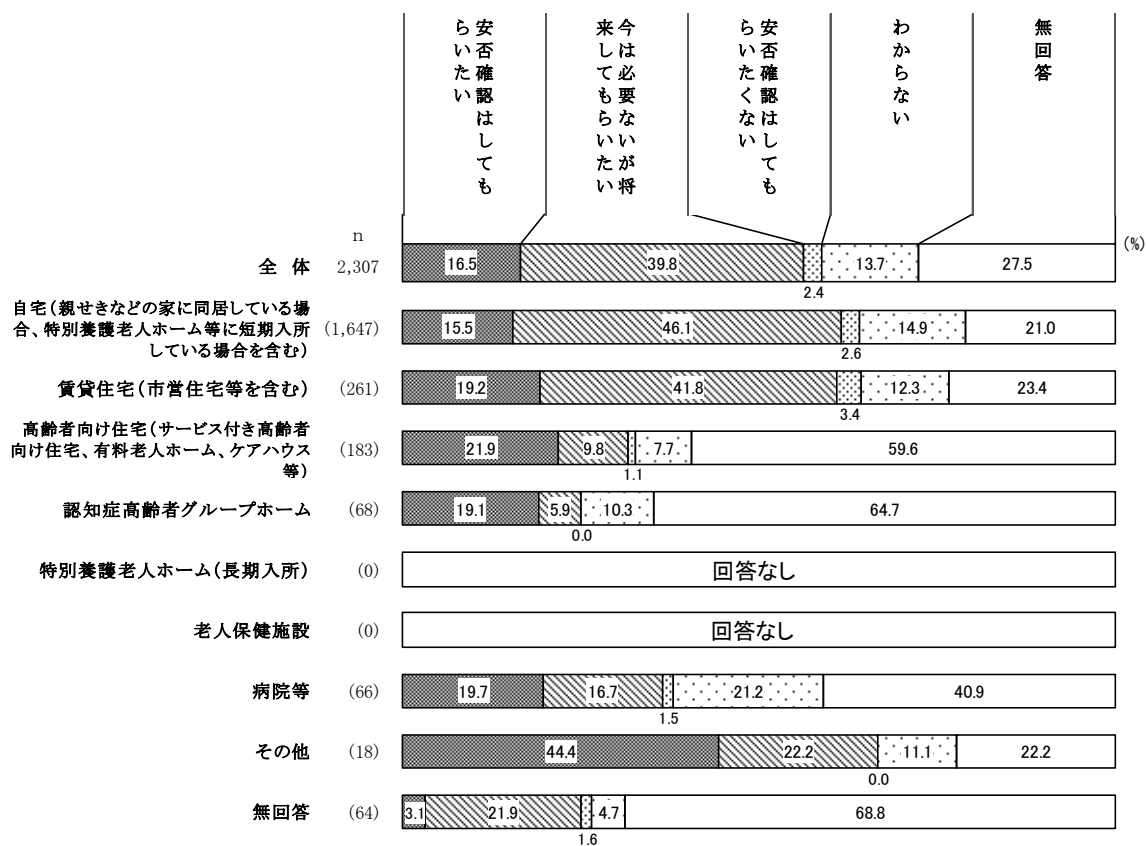 安否確認はしても
らいたい
今は必要ないが将
来してもらいたい
安否確認はしても
らいたくない
わからない
無回答
(%)
n
全 体 2,307 16.5 39.8 13.7 27.5
2.4
自宅(親せきなどの家に同居している場
合、特別養護老人ホーム等に短期入所
している場合を含む)
(1,647) 15.5 46.1 14.9 21.0
2.6
賃貸住宅(市営住宅等を含む) (261) 19.2 41.8 12.3 23.4
3.4
高齢者向け住宅(サービス付き高齢者
向け住宅、有料老人ホーム、ケアハウス
等)
(183) 21.9 9.8 7.7 59.6
1.1
認知症高齢者グループホーム (68) 19.1 5.9 10.3 64.7
0.0
特別養護老人ホーム(長期入所) (0) 回答なし
老人保健施設 (0) 回答なし
病院等 (66) 19.7 16.7 21.2 40.9
1.5
その他 (18) 44.4 22.2 11.1 22.2
0.0
無回答 (64) 3.1 21.9 4.7 68.8
1.6